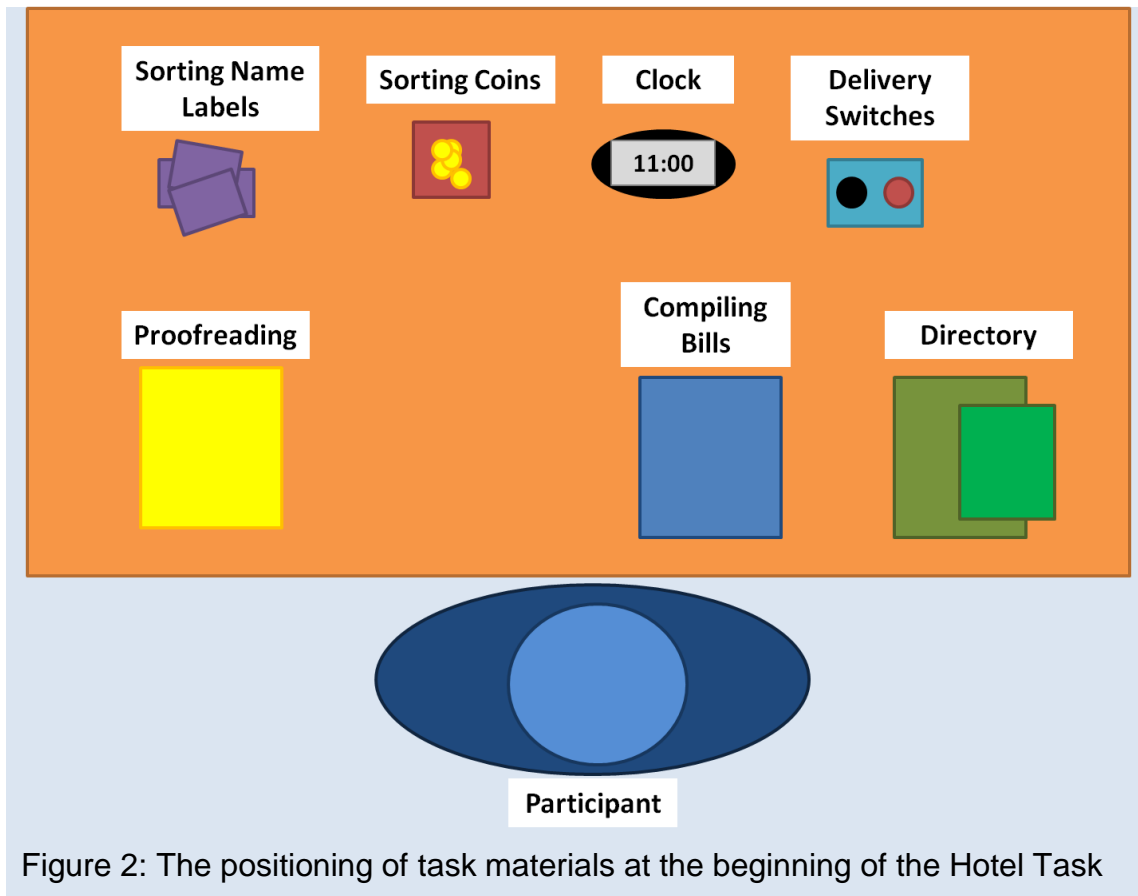 Sorting Name
Labels
Sorting Coins
Clock
Delivery
Switches
11:00
Proofreading
Compiling
Bills
Directory
Participant
Figure 2: The positioning of task materials at the beginning of the Hotel Task